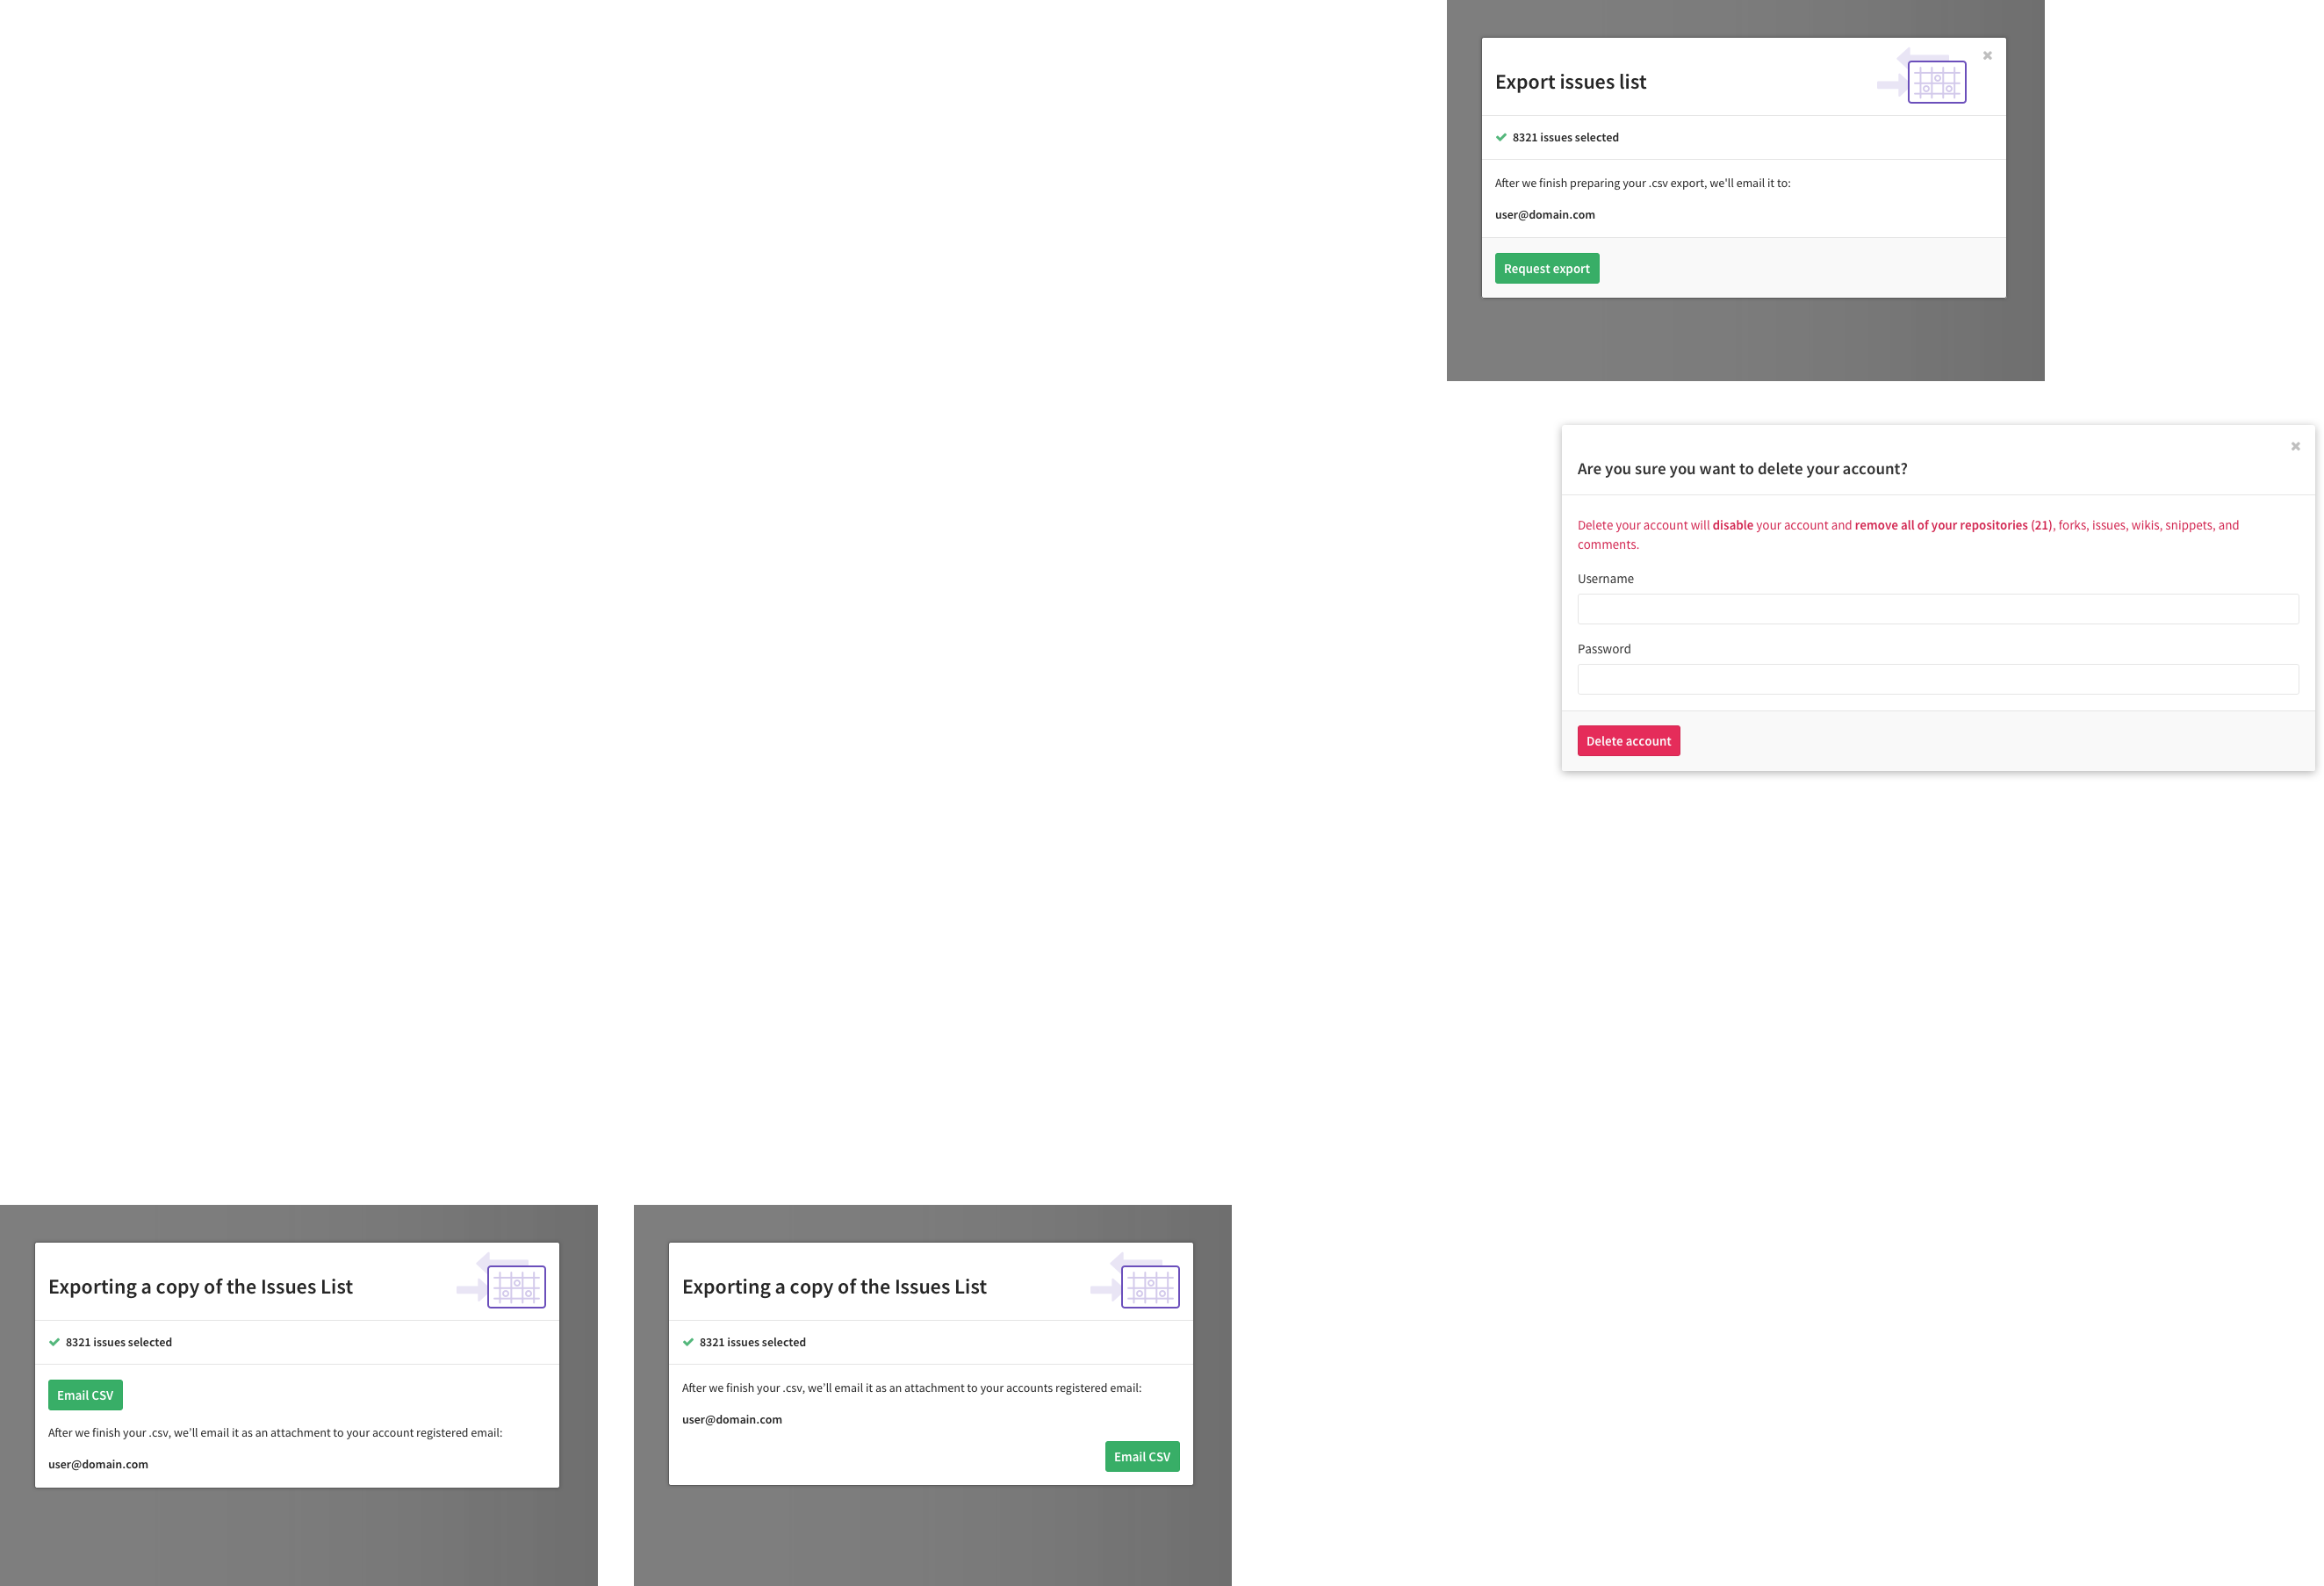 Export issues list
8321 issues selected
After we finish preparing your .csv export, we'll email it to:
user@domain.com
Request export
Are you sure you want to delete your account?
Delete your account will disable your account and remove all of your repositories (21), forks, issues, wikis, snippets, and
comments.
Username
Password
Delete account
Exporting a copy of the Issues List
8321 issues selected
Email CSV
After we finish your .csv, we'll email it as an attachment to your account registered email:
user@domain.com
Exporting a copy of the Issues List
8321 issues selected
After we finish your .csv, we'll email it as an attachment to your accounts registered email:
user@domain.com
Email CSV